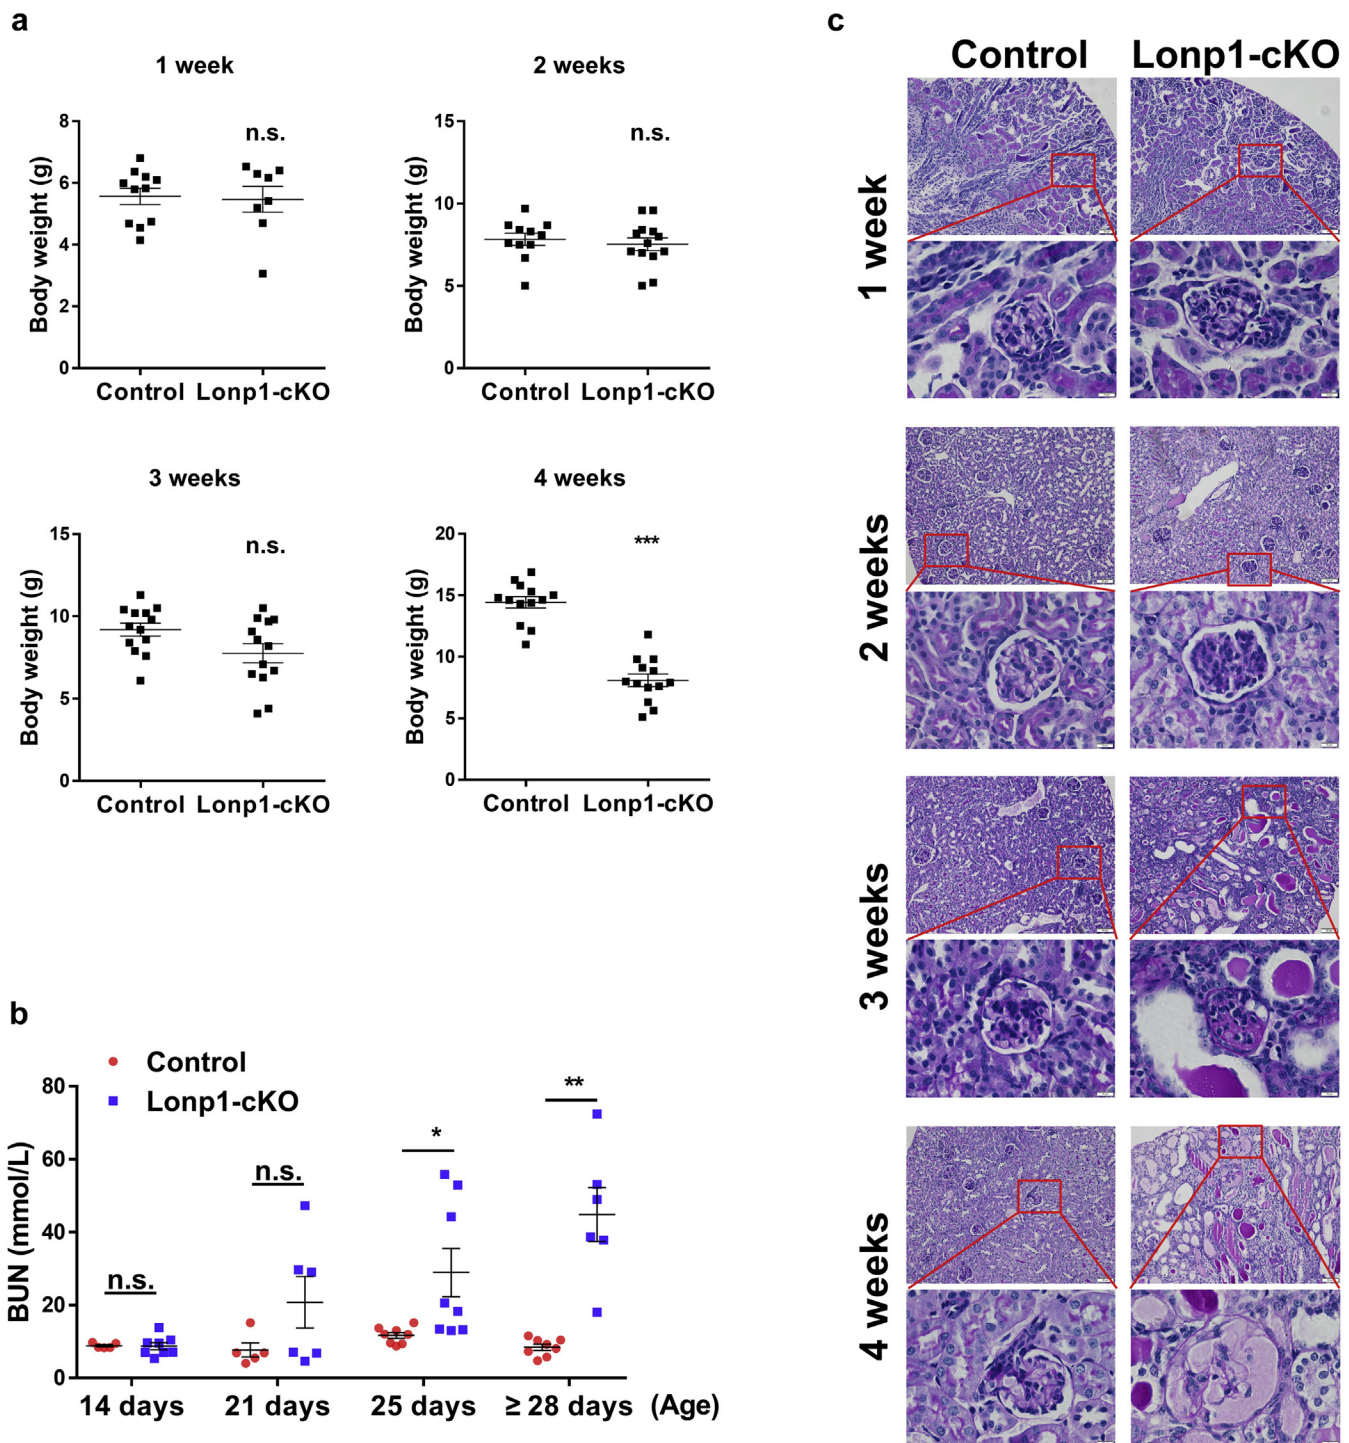 a
1 week
8
6
4
2
0
Body weight (g)
n.s.
Control Lonp1-cKO
2 weeks
15
10
5
0
Body weight (g)
n.s.
Control Lonp1-cKO
3 weeks
15
10
5
0
Body weight (g)
n.s.
Control Lonp1-cKO
4 weeks
20
15
10
5
0
Body weight (g)
***
Control Lonp1-cKO
b
Control
Lonp1-cKO
80
60
40
20
0
BUN (mmol/L)
n.s.
n.s.
*
**
14 days 21 days 25 days ≥ 28 days (Age)
c
Control Lonp1-cKO
1 week
2 weeks
3 weeks
4 weeks